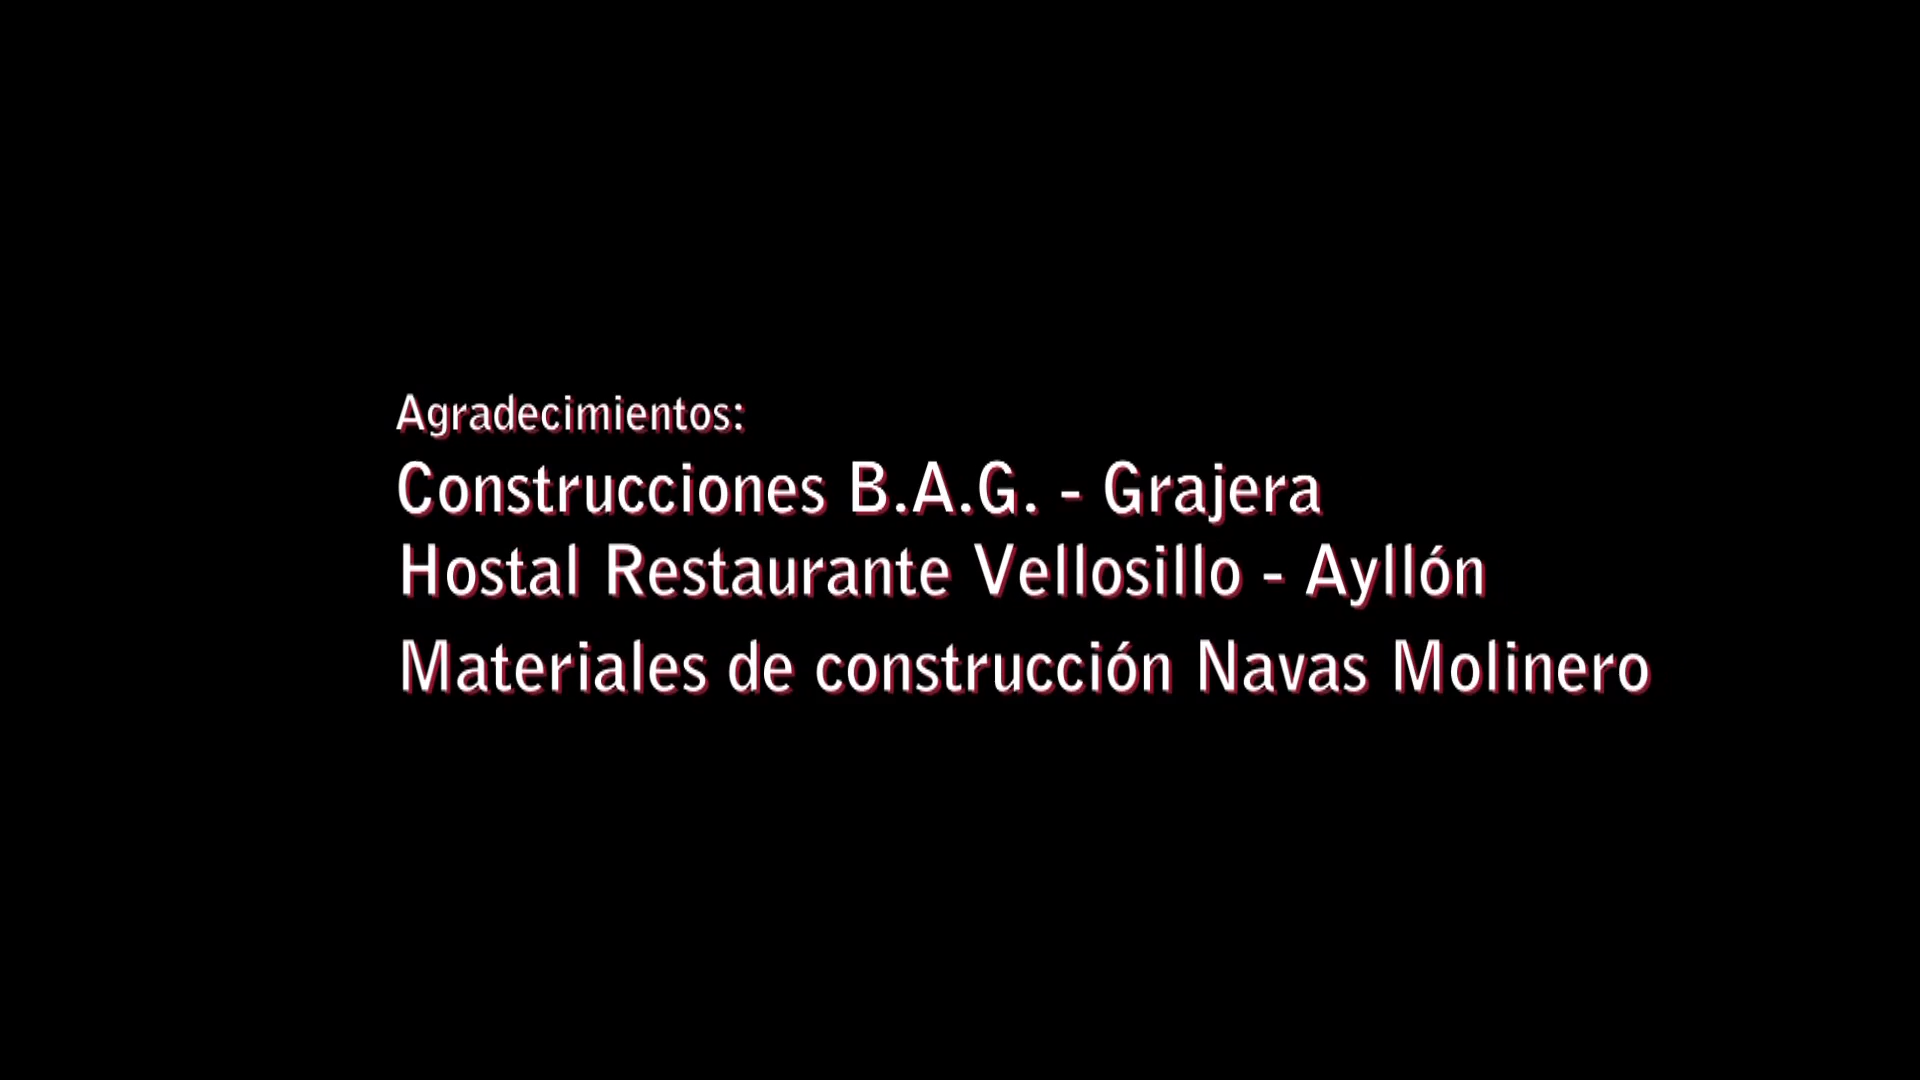 Agradecimientos:
Construcciones B.A.G. - Grajera
Hostal Restaurante Vellosillo - Ayllón
Materiales de construcción Navas Molinero